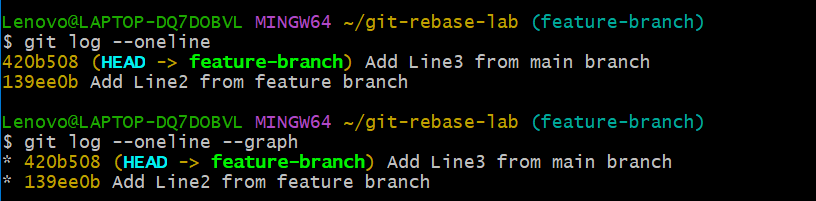 Lenovo@LAPTOP-DQ7DOBVL MINGW64 ~/git-rebase-lab (feature-branch)
$ git log --oneline
420b508 (HEAD -> feature-branch) Add Line3 from main branch
139ee0b Add Line2 from feature branch
Lenovo@LAPTOP-DQ7DOBVL MINGW64 ~/git-rebase-lab (feature-branch)
$ git log --oneline --graph
* 420b508 (HEAD -> feature-branch) Add Line3 from main branch
* 139ee0b Add Line2 from feature branch